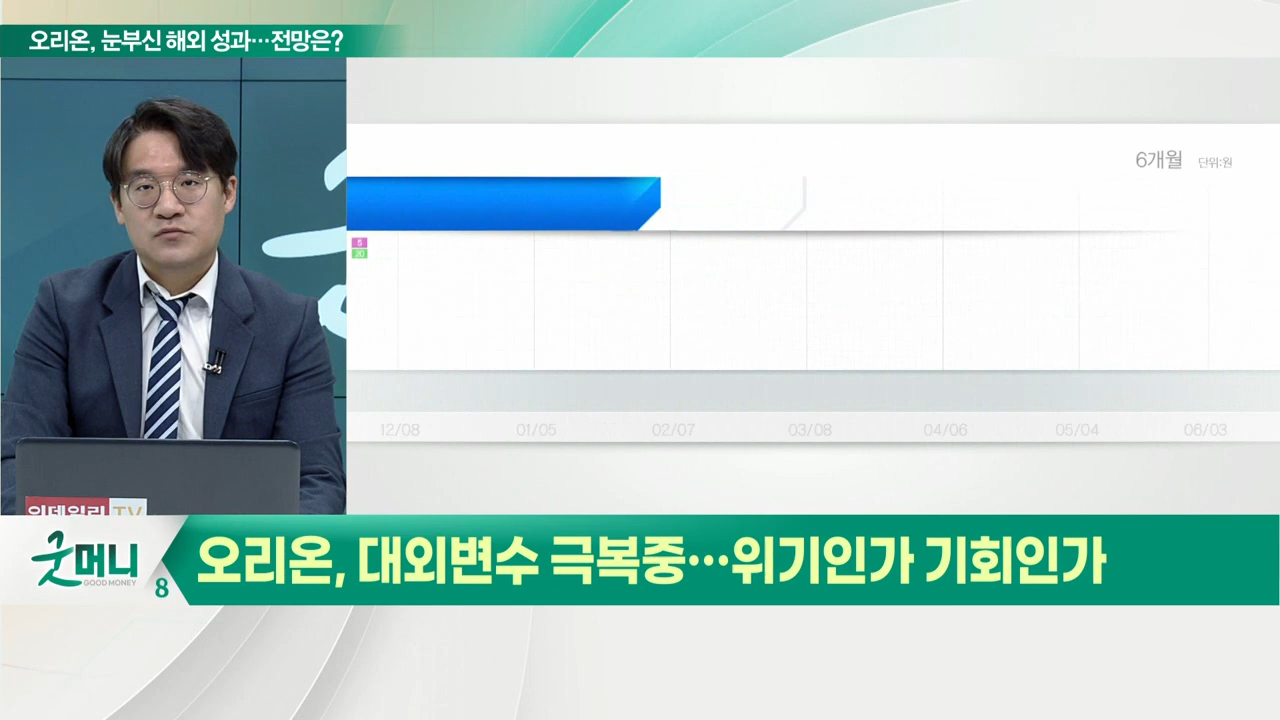 오리온, 눈부신 해외 성과…전망은?
6개월 단위:원
5
20
12/08 01/05 02/07 03/08 04/06 05/04 06/03
이데일리 TV
굿머니
GOOD MONEY
8
오리온, 대외변수 극복중…위기인가 기회인가